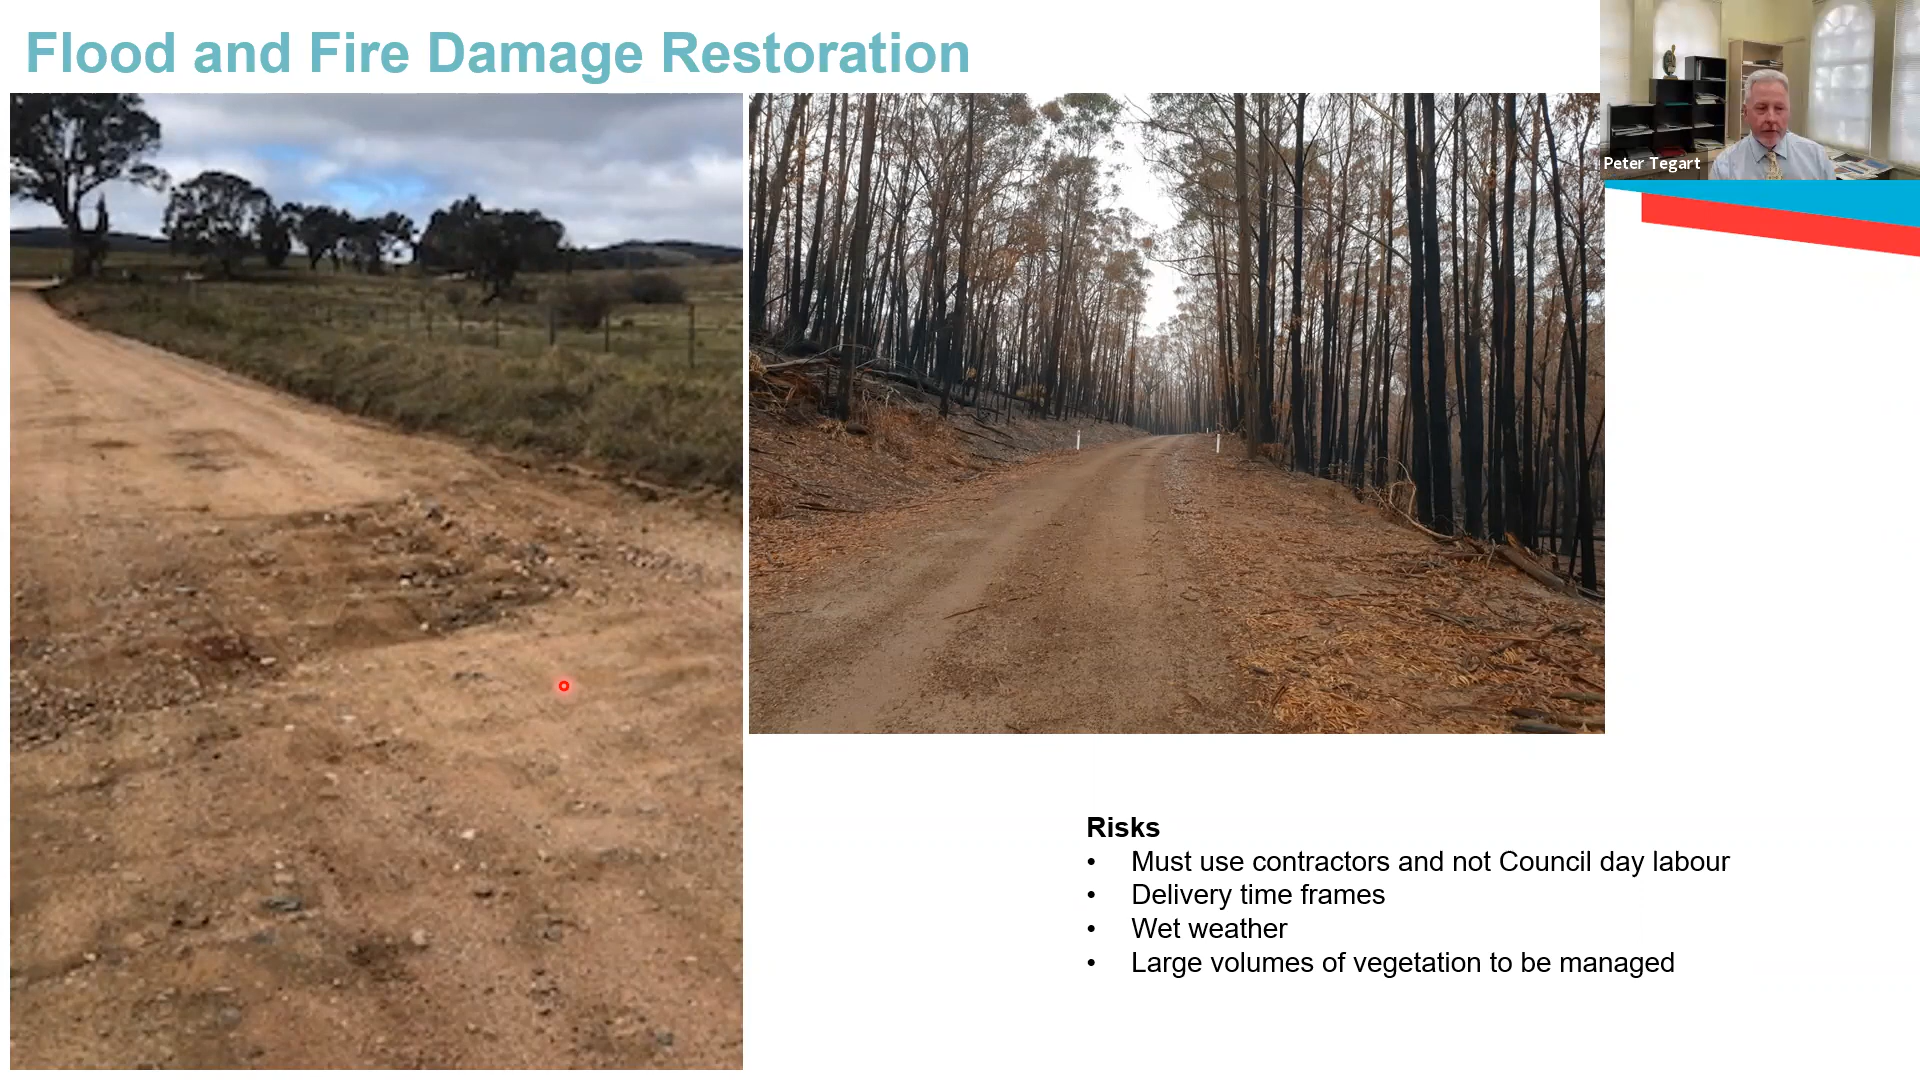 Flood and Fire Damage Restoration
Peter Tegart
Risks
• Must use contractors and not Council day labour
• Delivery time frames
• Wet weather
• Large volumes of vegetation to be managed